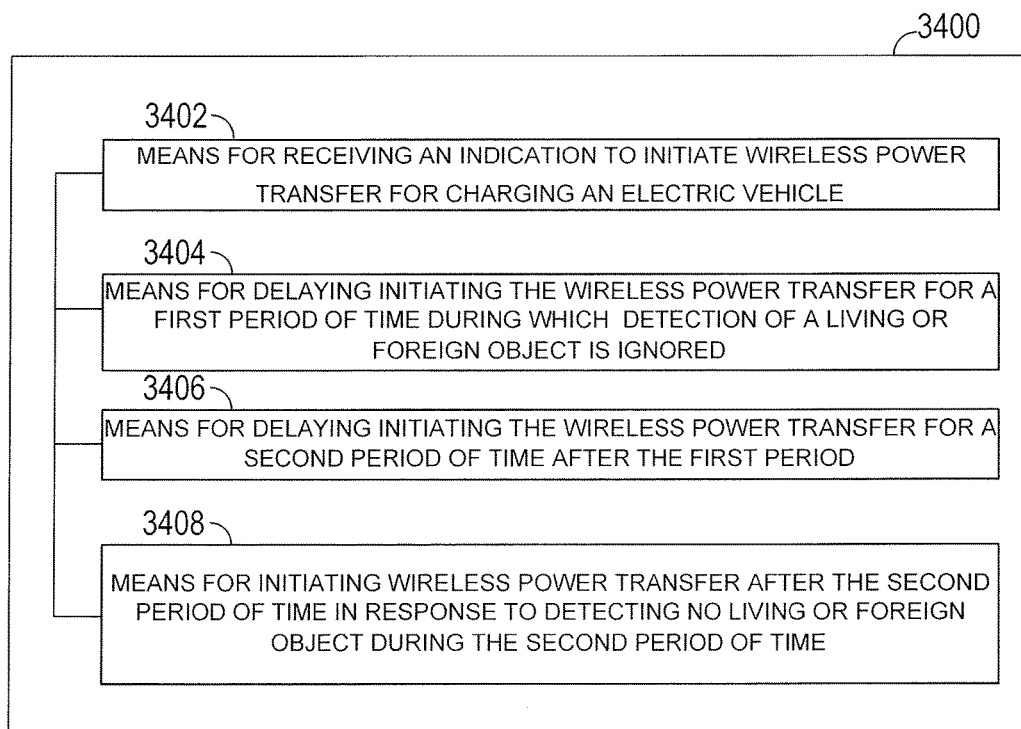 3400
3402
MEANS FOR RECEIVING AN INDICATION TO INITIATE WIRELESS POWER
TRANSFER FOR CHARGING AN ELECTRIC VEHICLE
3404
MEANS FOR DELAYING INITIATING THE WIRELESS POWER TRANSFER FOR A
FIRST PERIOD OF TIME DURING WHICH DETECTION OF A LIVING OR
FOREIGN OBJECT IS IGNORED
3406
MEANS FOR DELAYING INITIATING THE WIRELESS POWER TRANSFER FOR A
SECOND PERIOD OF TIME AFTER THE FIRST PERIOD
3408
MEANS FOR INITIATING WIRELESS POWER TRANSFER AFTER THE SECOND
PERIOD OF TIME IN RESPONSE TO DETECTING NO LIVING OR FOREIGN
OBJECT DURING THE SECOND PERIOD OF TIME